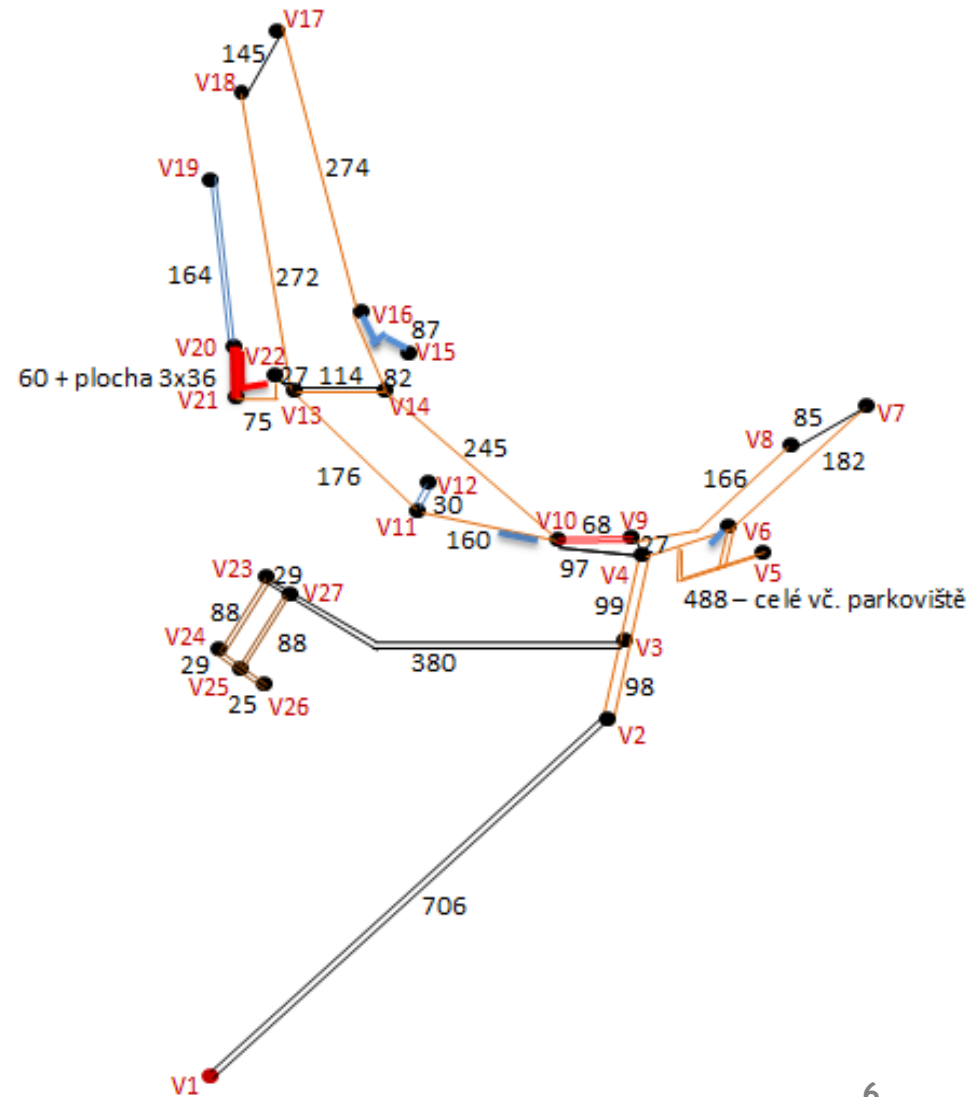 V17
145
V18
V19
274
164
272
V16
87
V15
V20
V22
60 + plocha 3x36
27
114
82
V21
V13
V14
75
V7
85
V8
245
182
176
V12
166
30
V11
V10
68
V9
V6
160
27
97
V4
V5
488 – celé vč. parkoviště
V23
29
V27
99
88
V24
88
V3
29
380
V25
25
V26
98
V2
706
V1
6